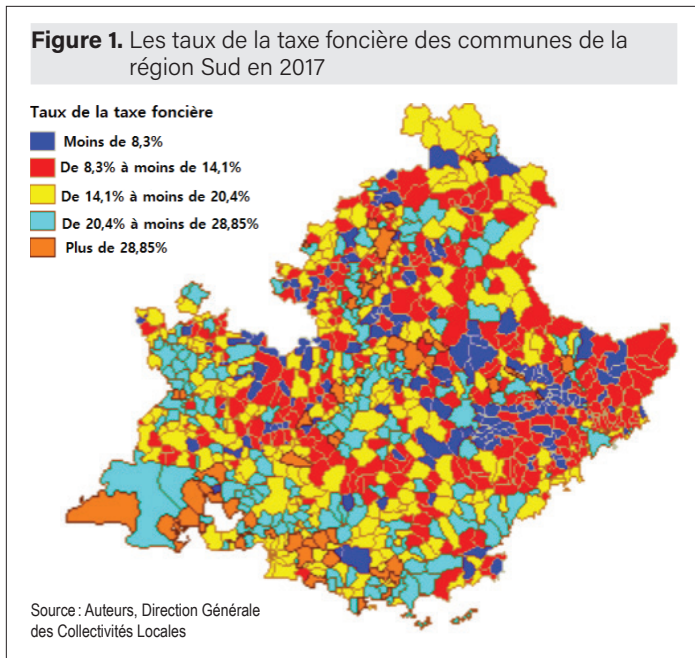 Figure 1. Les taux de la taxe foncière des communes de la
région Sud en 2017
Taux de la taxe foncière
Moins de 8,3%
De 8,3% à moins de 14,1%
De 14,1% à moins de 20,4%
De 20,4% à moins de 28,85%
Plus de 28,85%
Source : Auteurs, Direction Générale
des Collectivités Locales